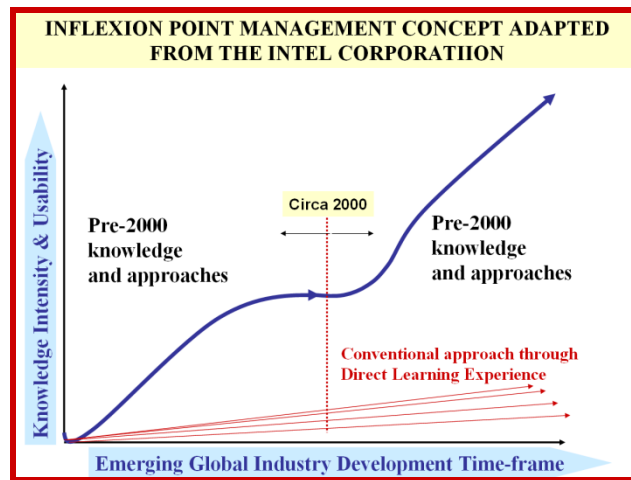 INFLEXION POINT MANAGEMENT CONCEPT ADAPTED
FROM THE INTEL CORPORATIION
Knowledge Intensity & Usability
Circa 2000
Pre-2000
knowledge
and approaches
Pre-2000
knowledge
and approaches
Conventional approach through
Direct Learning Experience
Emerging Global Industry Development Time-frame